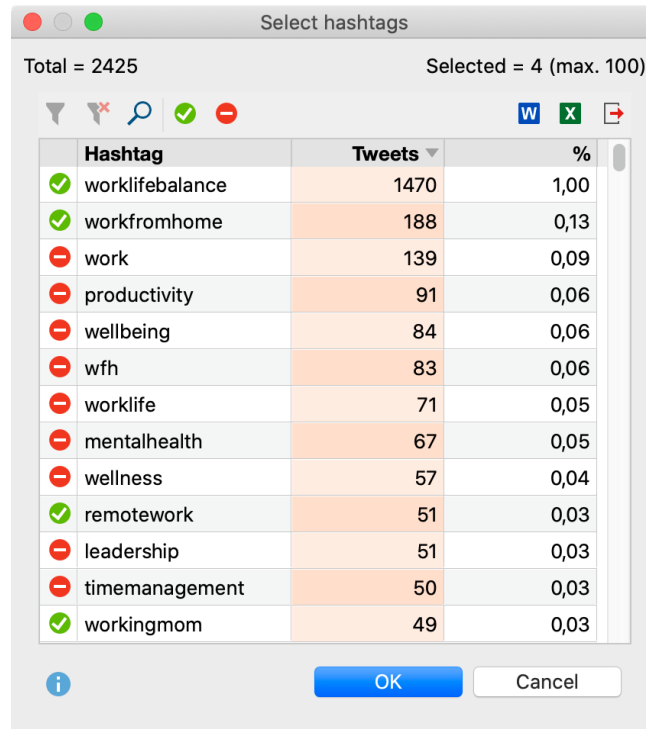 Select hashtags
Total = 2425 Selected = 4 (max. 100)
W X
Hashtag Tweets %
worklifebalance 1470 1,00
workfromhome 188 0,13
work 139 0,09
productivity 91 0,06
wellbeing 84 0,06
wfh 83 0,06
worklife 71 0,05
mentalhealth 67 0,05
wellness 57 0,04
remotework 51 0,03
leadership 51 0,03
timemanagement 50 0,03
workingmom 49 0,03
i OK Cancel